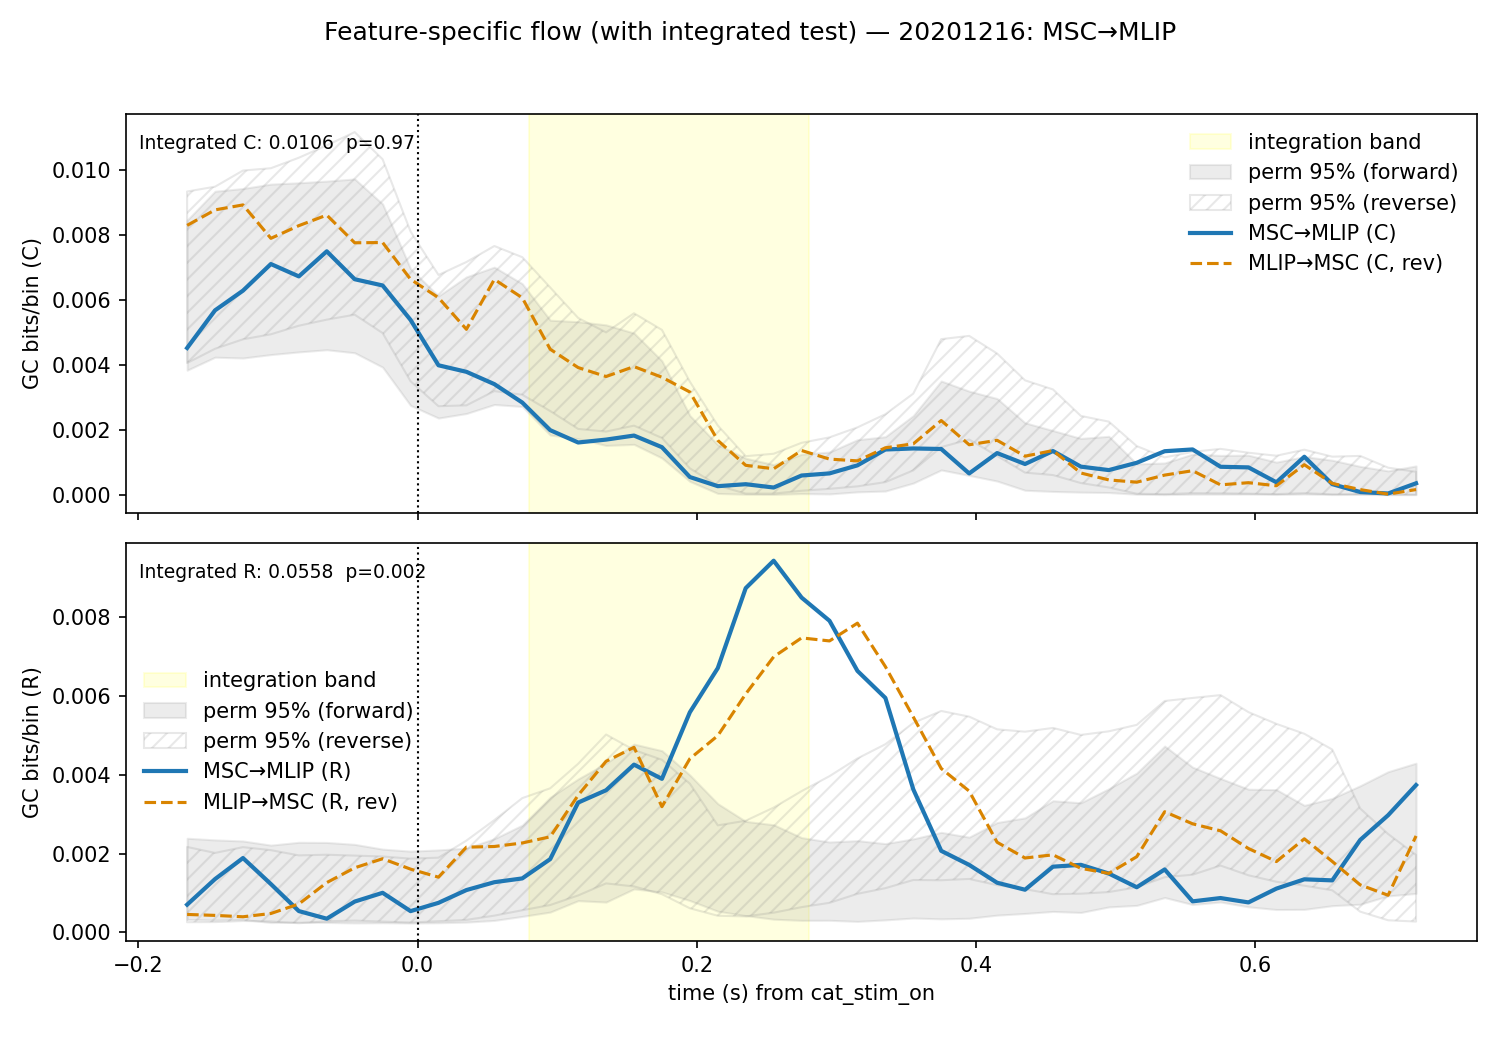 Feature-specific flow (with integrated test) — 20201216: MSC→MLIP
Integrated C: 0.0106  p=0.97
integration band
perm 95% (forward)
perm 95% (reverse)
MSC→MLIP (C)
MLIP→MSC (C, rev)
GC bits/bin (C)
0.010
0.008
0.006
0.004
0.002
0.000
Integrated R: 0.0558  p=0.002
integration band
perm 95% (forward)
perm 95% (reverse)
MSC→MLIP (R)
MLIP→MSC (R, rev)
GC bits/bin (R)
0.008
0.006
0.004
0.002
0.000
−0.2 0.0 0.2 0.4 0.6
time (s) from cat_stim_on